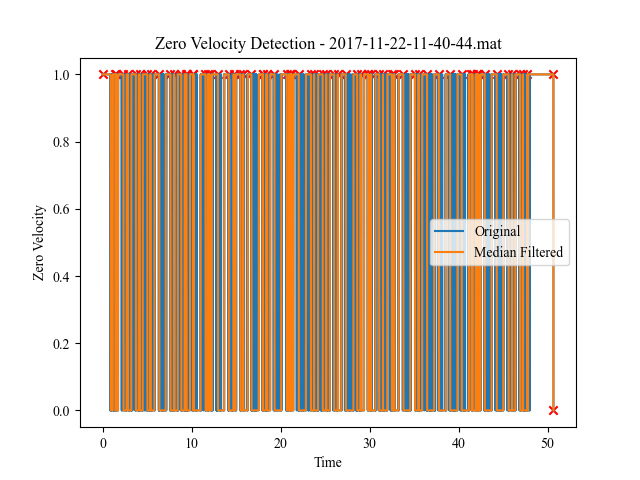 Zero Velocity Detection - 2017-11-22-11-40-44.mat
1.0
0.8
0.6
0.4
0.2
0.0
Zero Velocity
Original
Median Filtered
0 10 20 30 40 50
Time